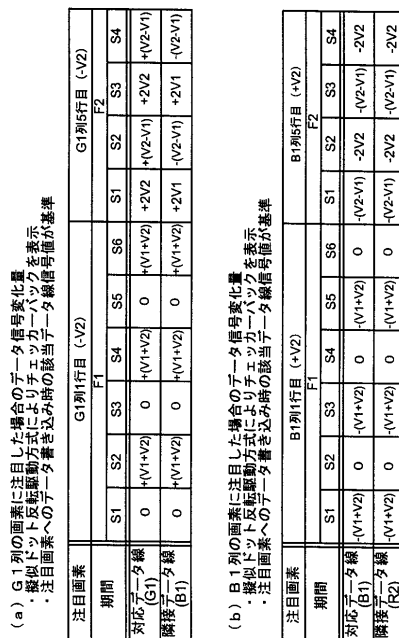 (a) G1列の画素に注目した場合のデータ信号変化量
・擬似ドット反転駆動方式によりチェッカーバックを表示
・注目画素へのデータ書き込み時の該当データ線信号値が基準
注目画素 G1列1行目 (-V2) G1列5行目 (-V2)
期間 F1 F2
S1 S2 S3 S4 S5 S6 S1 S2 S3 S4
対応データ線 (G1) 0 +(V1+V2) 0 +(V1+V2) 0 +(V1+V2) +2V2 +(V2-V1) +2V2 +(V2-V1)
隣接データ線 (B1) 0 +(V1+V2) 0 +(V1+V2) 0 +(V1+V2) +2V1 -(V2-V1) +2V1 -(V2-V1)
(b) B1列の画素に注目した場合のデータ信号変化量
・擬似ドット反転駆動方式によりチェッカーバックを表示
・注目画素へのデータ書き込み時の該当データ線信号値が基準
注目画素 B1列1行目 (+V2) B1列5行目 (+V2)
期間 F1 F2
S1 S2 S3 S4 S5 S6 S1 S2 S3 S4
対応データ線 (B1) -(V1+V2) 0 -(V1+V2) 0 -(V1+V2) 0 -(V2-V1) -2V2 -(V2-V1) -2V2
隣接データ線 (R2) -(V1+V2) 0 -(V1+V2) 0 -(V1+V2) 0 -(V2-V1) -2V2 -(V2-V1) -2V2